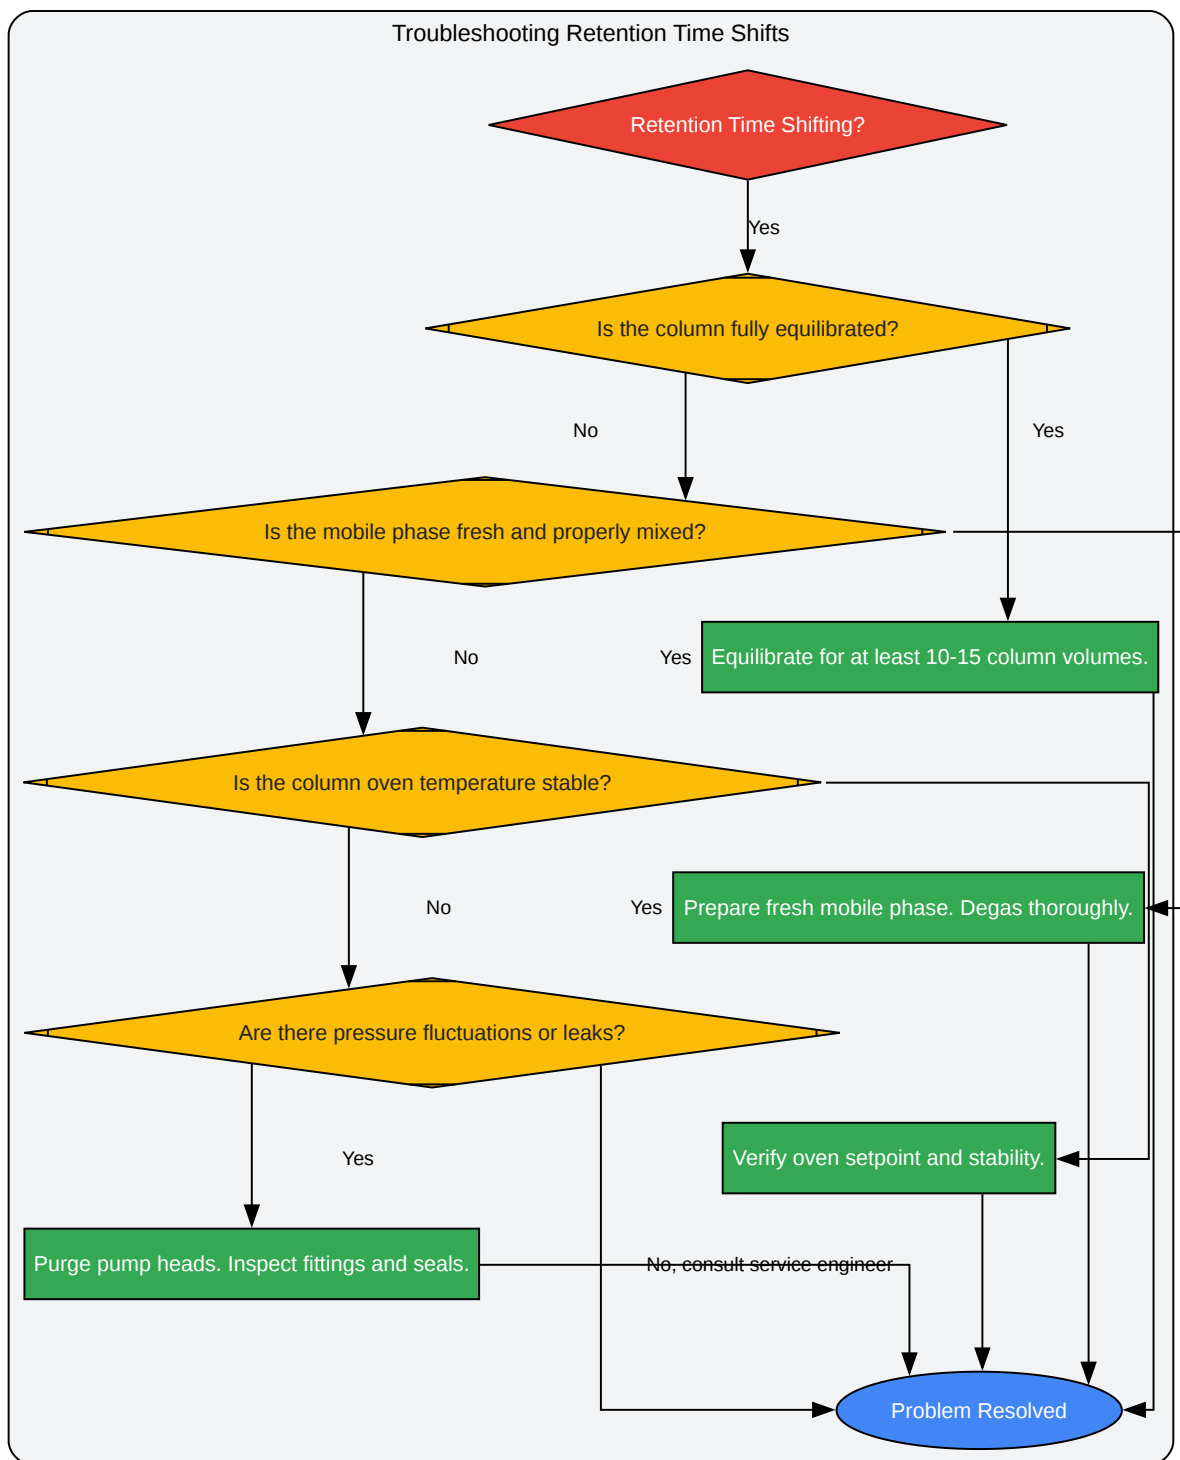 Troubleshooting Retention Time Shifts
Retention Time Shifting?
Yes
Is the column fully equilibrated?
No
Yes
Is the mobile phase fresh and properly mixed?
No
Yes
Equilibrate for at least 10-15 column volumes.
Is the column oven temperature stable?
No
Yes
Prepare fresh mobile phase. Degas thoroughly.
Are there pressure fluctuations or leaks?
Yes
Verify oven setpoint and stability.
Purge pump heads. Inspect fittings and seals.
No, consult service engineer
Problem Resolved